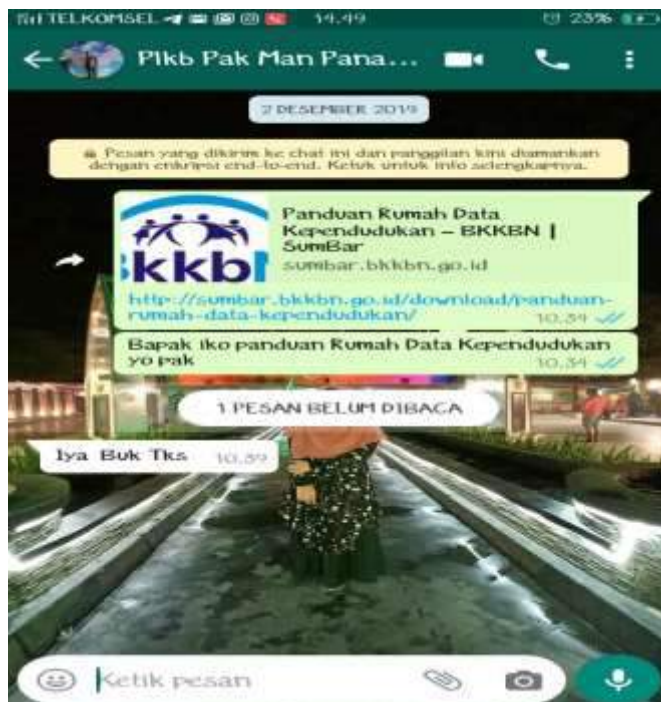 TELKOMSEL 14.49 23%
Plkb Pak Man Pana...
2 DESEMBER 2019
Pesan yang dikirim ke chat ini dan panggilan kini diamankan
dengan enkripsi end-to-end. Ketuk untuk info selengkapnya.
Panduan Rumah Data
Kependudukan – BKKBN |
SumBar
sumbar.bkkbn.go.id
kkb
http://sumbar.bkkbn.go.id/download/panduan-
rumah-data-kependudukan/ 10.34
Bapak iko panduan Rumah Data Kependudukan
yo pak 10.34
1 PESAN BELUM DIBACA
Iya Buk Tks 10.39
Ketik pesan